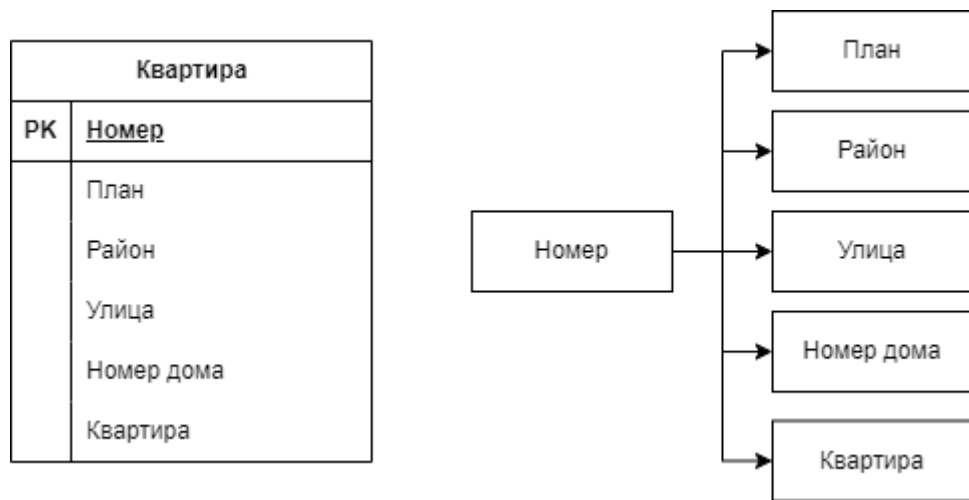 Квартира
PK Номер
План
Район
Улица
Номер дома
Квартира
Номер
План
Район
Улица
Номер дома
Квартира